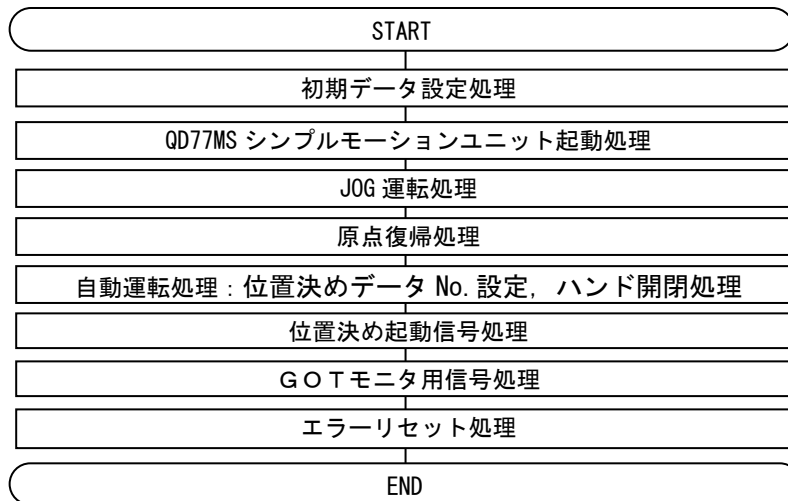 START
初期データ設定処理
QD77MS シンプルモーションユニット起動処理
JOG 運転処理
原点復帰処理
自動運転処理：位置決めデータ No. 設定, ハンド開閉処理
位置決め起動信号処理
ＧＯＴモニタ用信号処理
エラーリセット処理
END